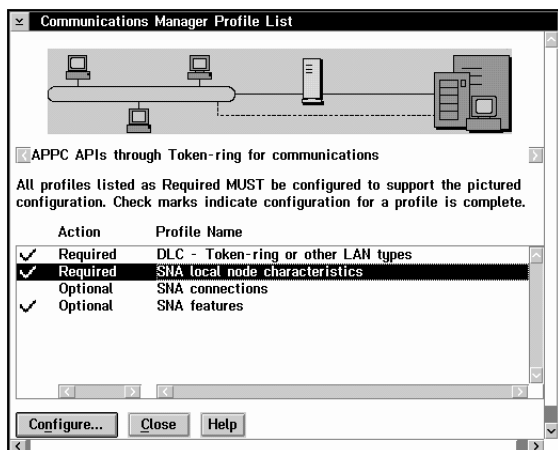 Communications Manager Profile List
APPC APIs through Token-ring for communications
All profiles listed as Required MUST be configured to support the pictured
configuration. Check marks indicate configuration for a profile is complete.
Action Profile Name
Required DLC - Token-ring or other LAN types
Required SNA local node characteristics
Optional SNA connections
Optional SNA features
Configure... Close Help